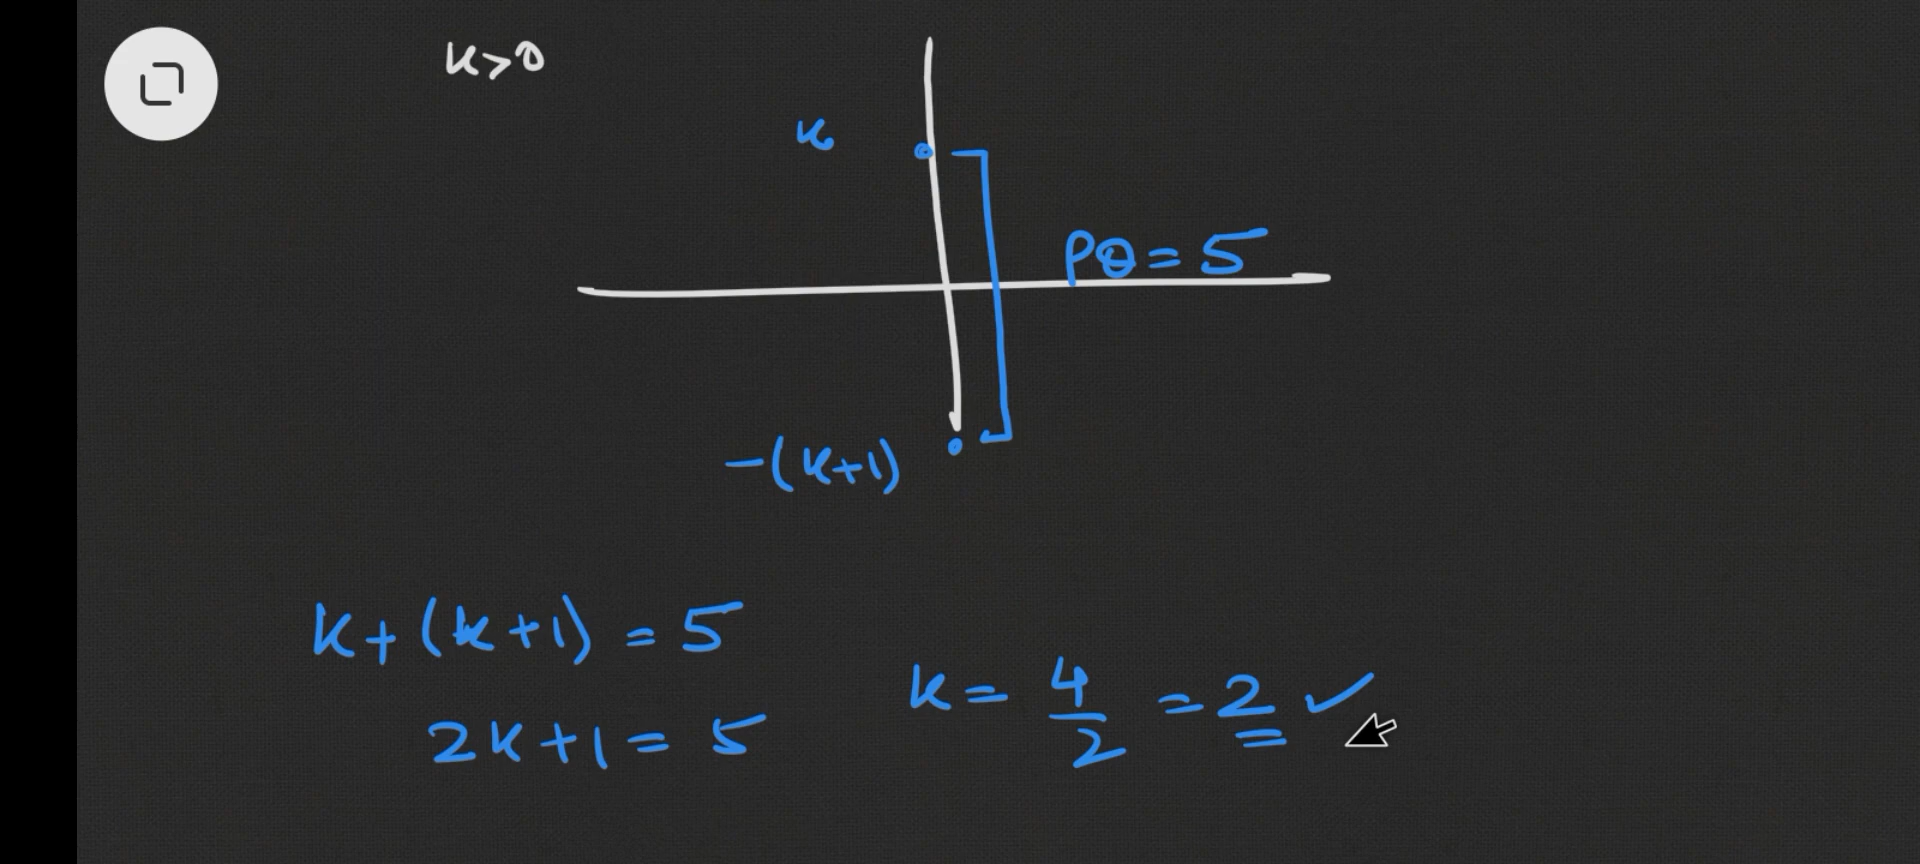 k>0
k
PQ = 5
-(k+1)
k+(k+1) = 5
k = 4/2 = 2 ✓
2k+1 = 5